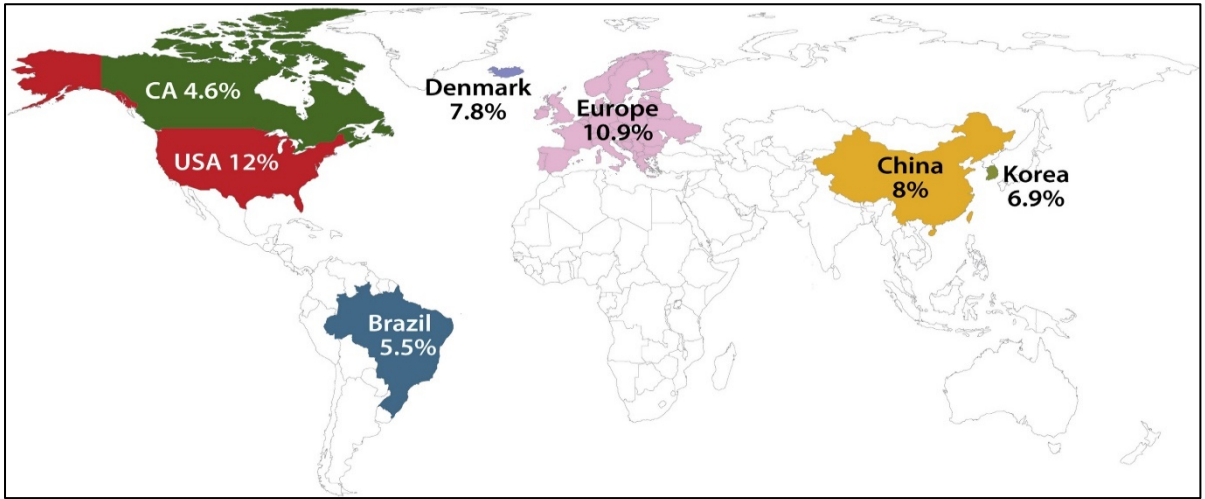 CA 4.6%
USA 12%
Denmark
7.8%
Europe
10.9%
China
8%
Korea
6.9%
Brazil
5.5%